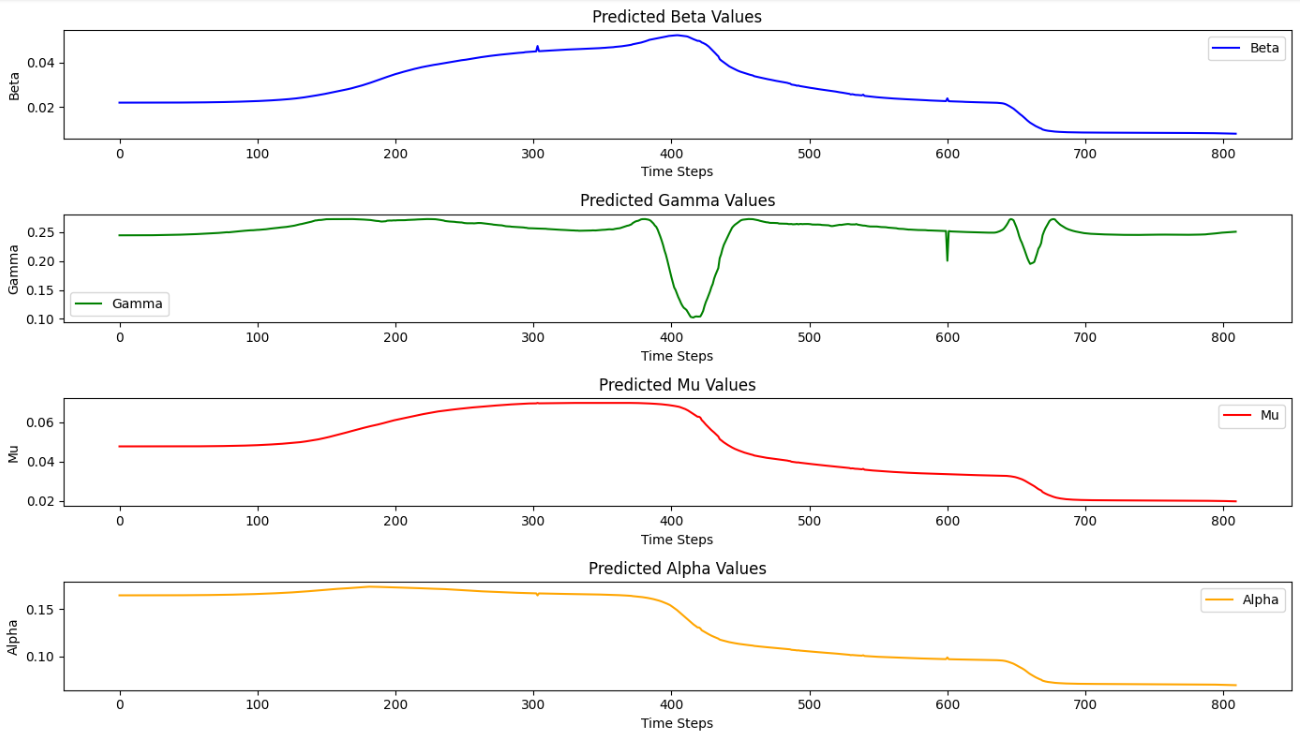 Predicted Beta Values
Beta
0.04
0.02
Beta
0 100 200 300 400 500 600 700 800
Time Steps
Predicted Gamma Values
Gamma
0.25
0.20
0.15
0.10
Gamma
0 100 200 300 400 500 600 700 800
Time Steps
Predicted Mu Values
Mu
0.06
0.04
0.02
Mu
0 100 200 300 400 500 600 700 800
Time Steps
Predicted Alpha Values
Alpha
0.15
0.10
Alpha
0 100 200 300 400 500 600 700 800
Time Steps